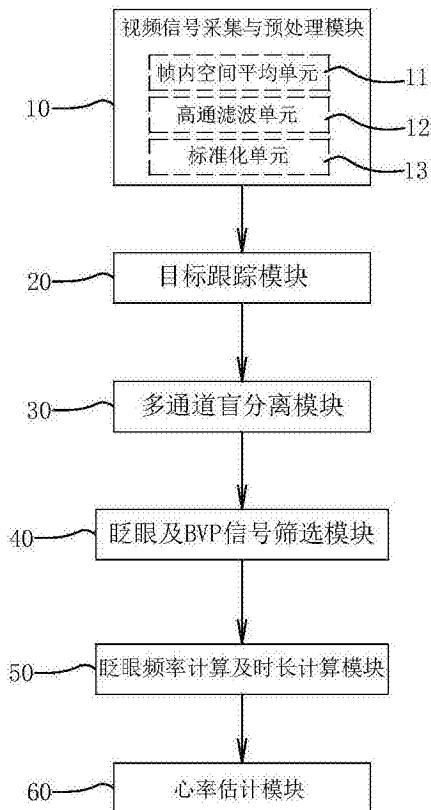 视频信号采集与预处理模块
帧内空间平均单元 11
10 高通滤波单元 12
标准化单元 13
20 目标跟踪模块
30 多通道盲分离模块
40 眨眼及BVP信号筛选模块
50 眨眼频率计算及时长计算模块
60 心率估计模块